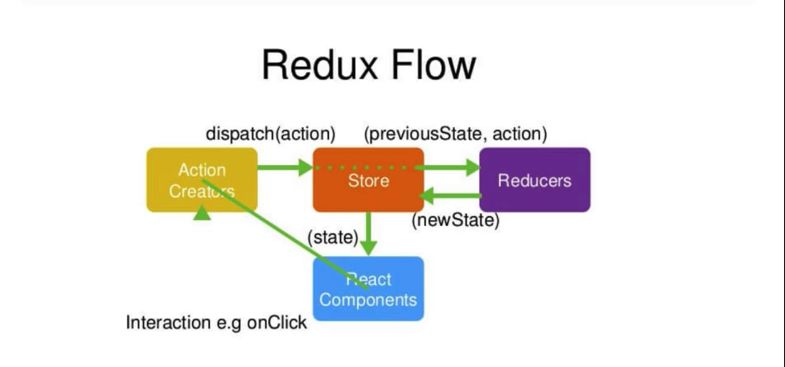 Redux Flow
dispatch(action)
(previousState, action)
Action
Creators
Store
Reducers
(newState)
(state)
React
Components
Interaction e.g onClick